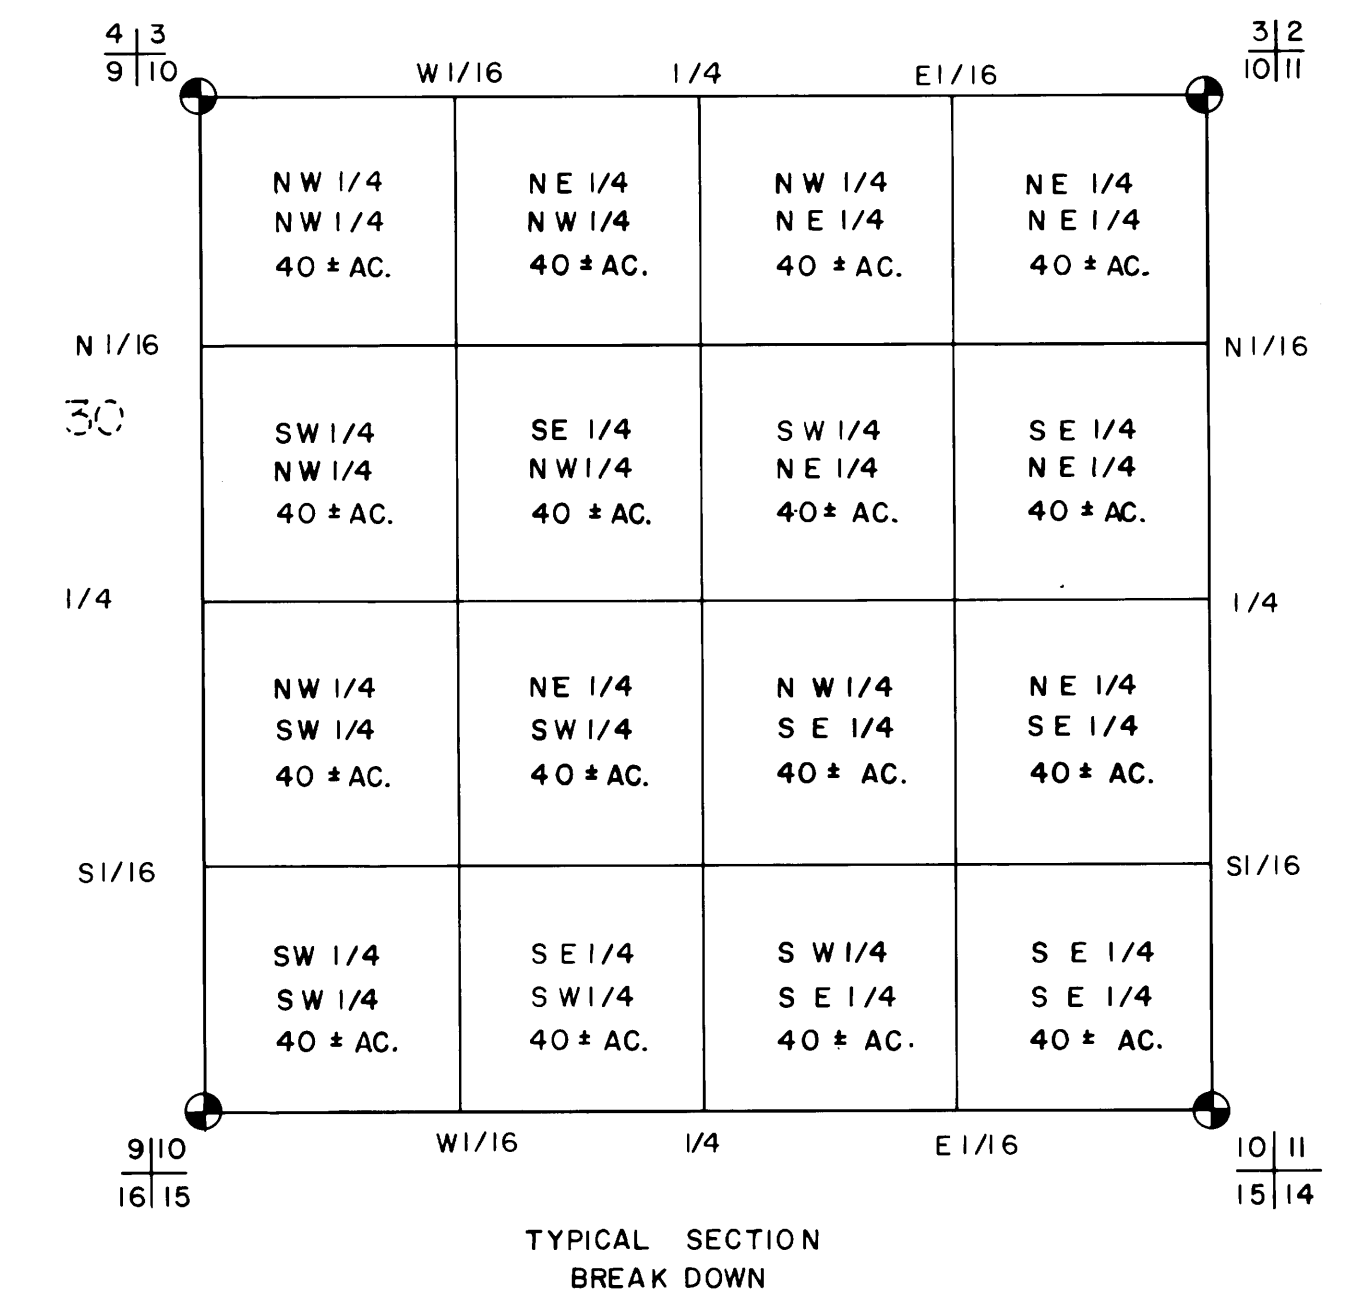 4 3
3 2
9 10
10 11
W 1/16
1/4
E 1/16
NW 1/4
NE 1/4
NW 1/4
NE 1/4
NW 1/4
NW 1/4
NE 1/4
NE 1/4
40 ± AC.
40 ± AC.
40 ± AC.
40 ± AC.
N 1/16
N 1/16
30
SW 1/4
SE 1/4
SW 1/4
SE 1/4
NW 1/4
NW 1/4
NE 1/4
NE 1/4
40 ± AC.
40 ± AC.
40 ± AC.
40 ± AC.
1/4
1/4
NW 1/4
NE 1/4
NW 1/4
NE 1/4
SW 1/4
SW 1/4
SE 1/4
SE 1/4
40 ± AC.
40 ± AC.
40 ± AC.
40 ± AC.
S 1/16
S 1/16
SW 1/4
SE 1/4
SW 1/4
SE 1/4
SW 1/4
SW 1/4
SE 1/4
SE 1/4
40 ± AC.
40 ± AC.
40 ± AC.
40 ± AC.
W 1/16
1/4
E 1/16
9 10
10 11
16 15
15 14
TYPICAL SECTION
BREAK DOWN